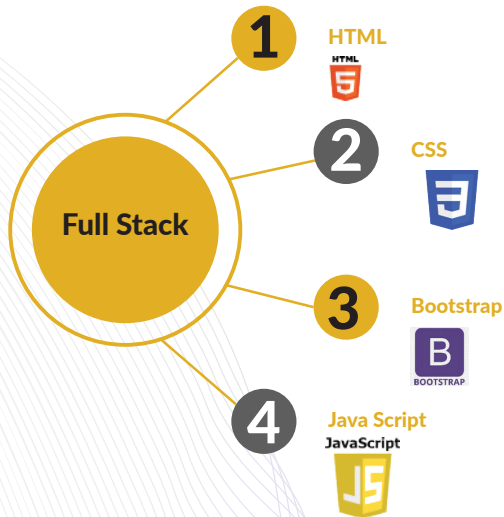 1
HTML
HTML
5
2
CSS
3
Full Stack
3
Bootstrap
B
BOOTSTRAP
4
Java Script
JavaScript
JS